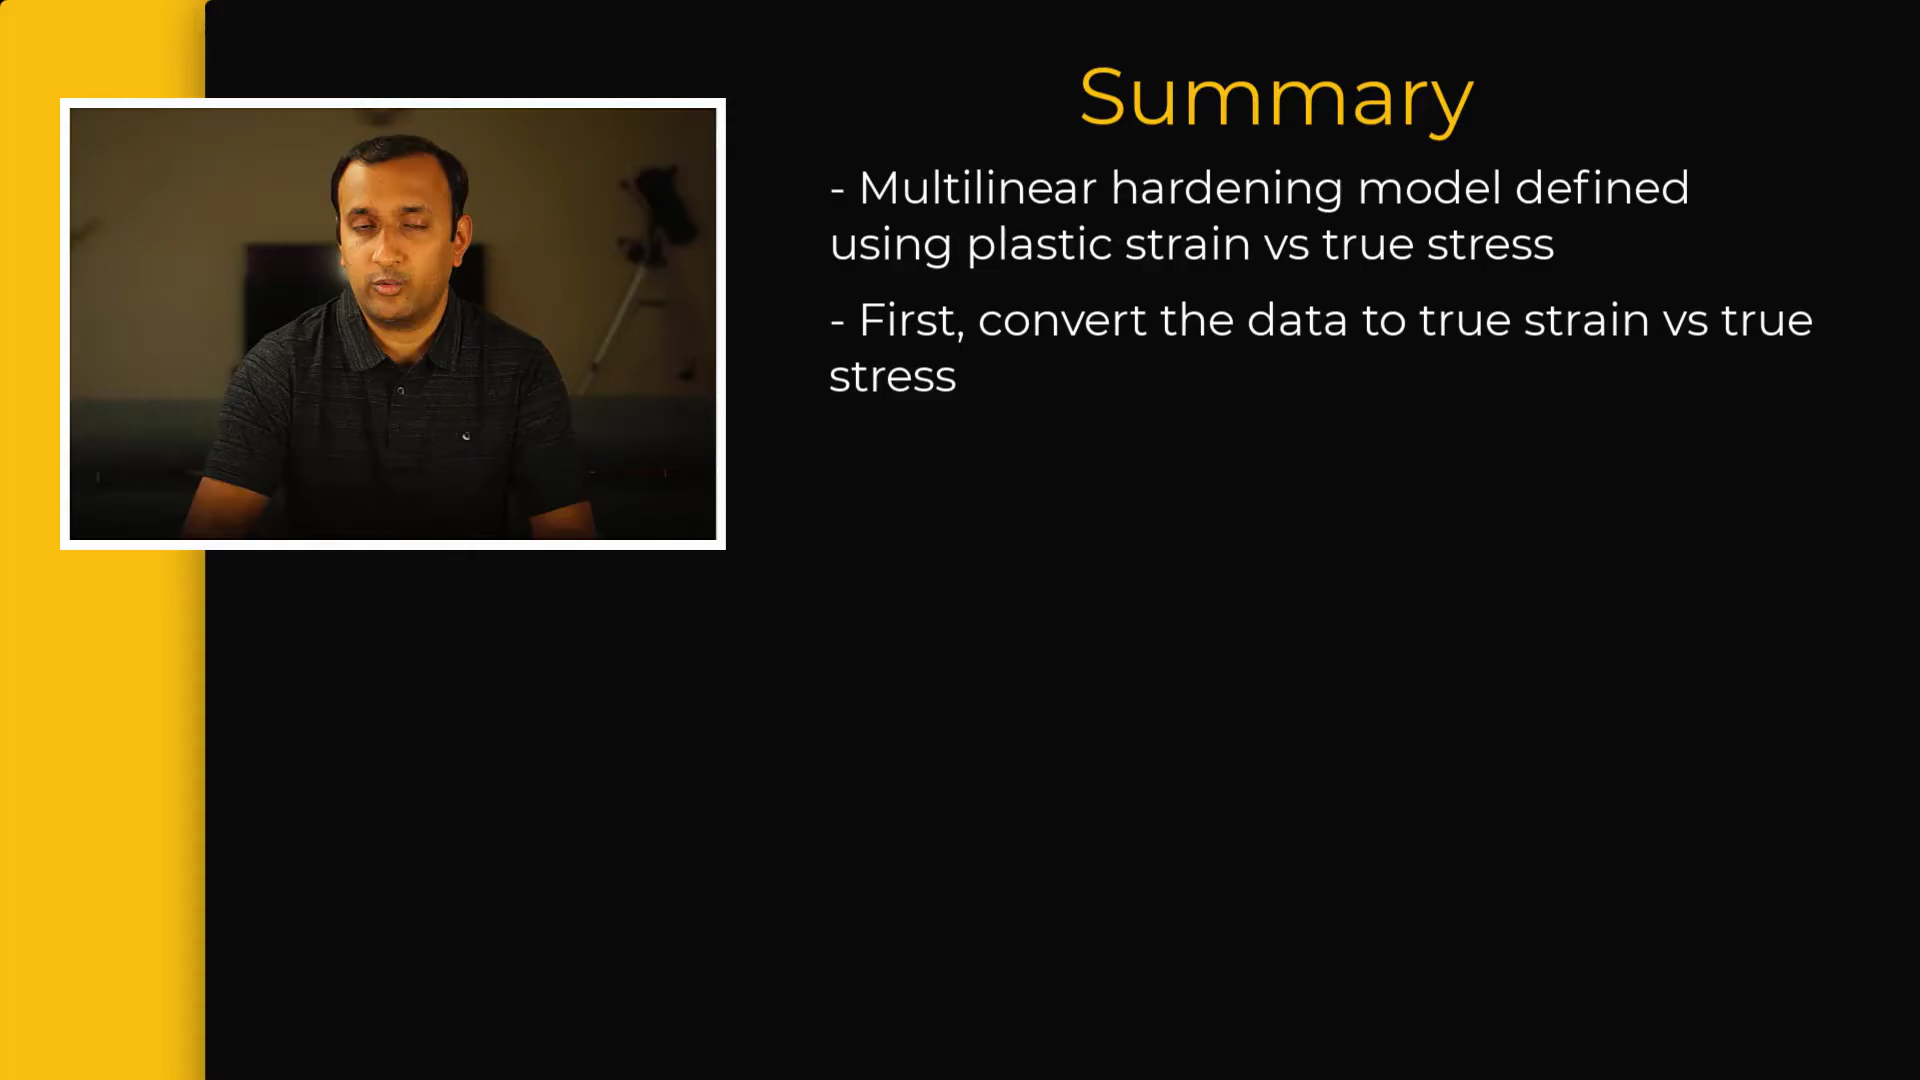 Summary
- Multilinear hardening model defined
using plastic strain vs true stress
- First, convert the data to true strain vs true
stress